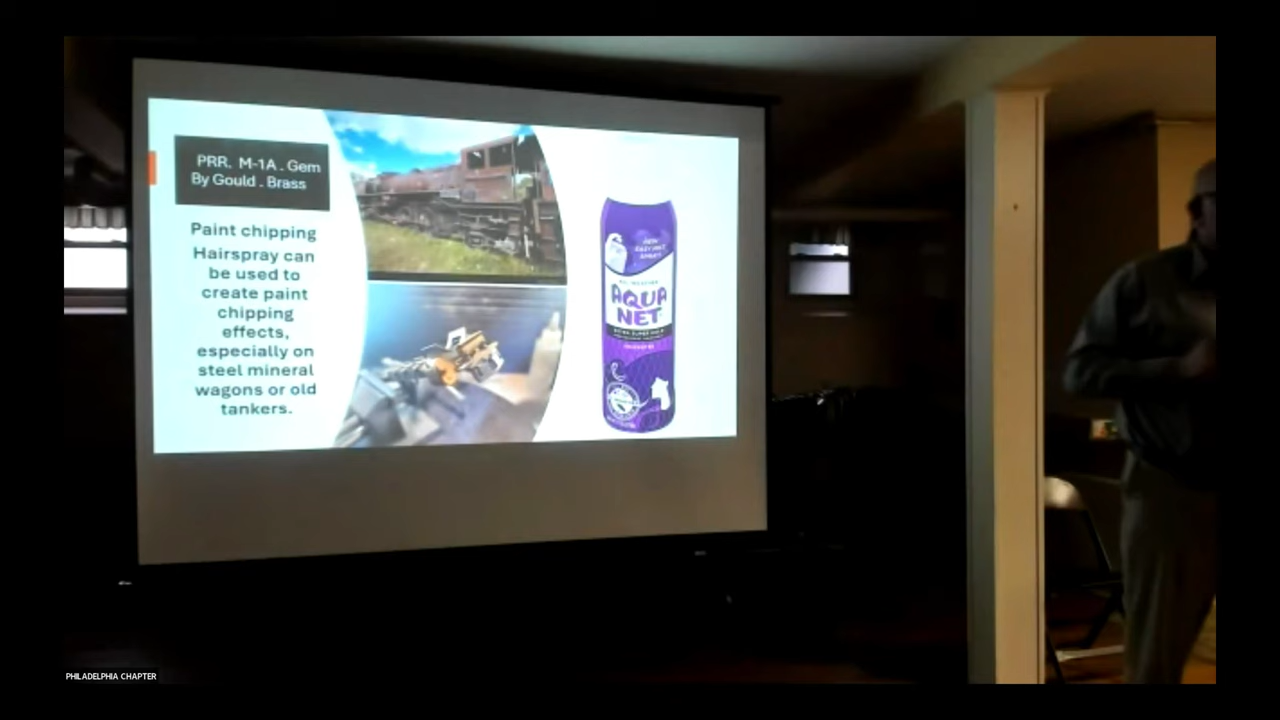 PRR. M-1A . Gem
By Gould . Brass
Paint chipping
Hairspray can
be used to
create paint
chipping
effects,
especially on
steel mineral
wagons or old
tankers.
AQUA
NET
PHILADELPHIA CHAPTER